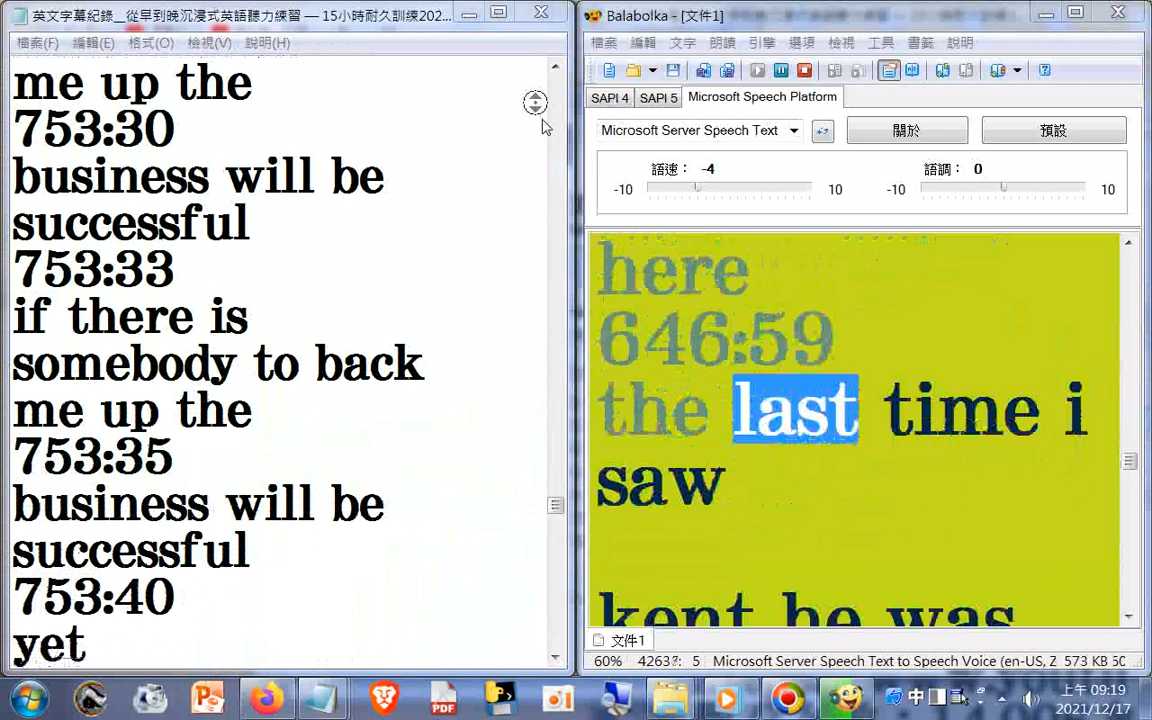 英文字幕紀錄__從早到晚沉浸式英語聽力練習 — 15小時耐久訓練202...
檔案(F) 編輯(E) 格式(O) 檢視(V) 說明(H)
me up the
753:30
business will be
successful
753:33
if there is
somebody to back
me up the
753:35
business will be
successful
753:40
yet
Balabolka - [文件1]
檔案 編輯 文字 朗讀 引擎 選項 檢視 工具 書籤 說明
SAPI 4 SAPI 5 Microsoft Speech Platform
Microsoft Server Speech Text 關於 預設
語速： -4 語調： 0
-10 10 -10 10
here
646:59
the last time i
saw
kent he was
文件1
60% 5 Microsoft Server Speech Text to Speech Voice (en-US, Z 573 KB
PDF
中
上午 09:19
2021/12/17